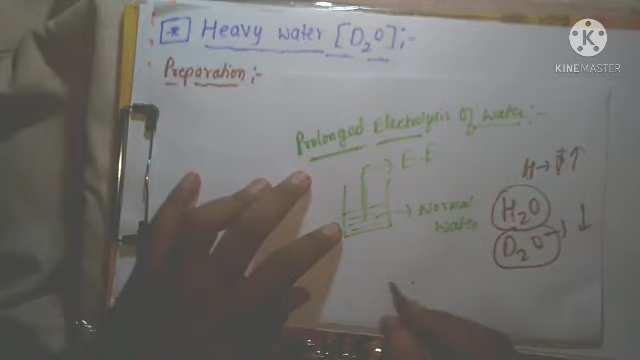 * Heavy water [D₂O];-
Preparation;-
Prolonged Electrolysis of water:-
E.E
Normal
water
H₂O
D₂O
KINEMASTER